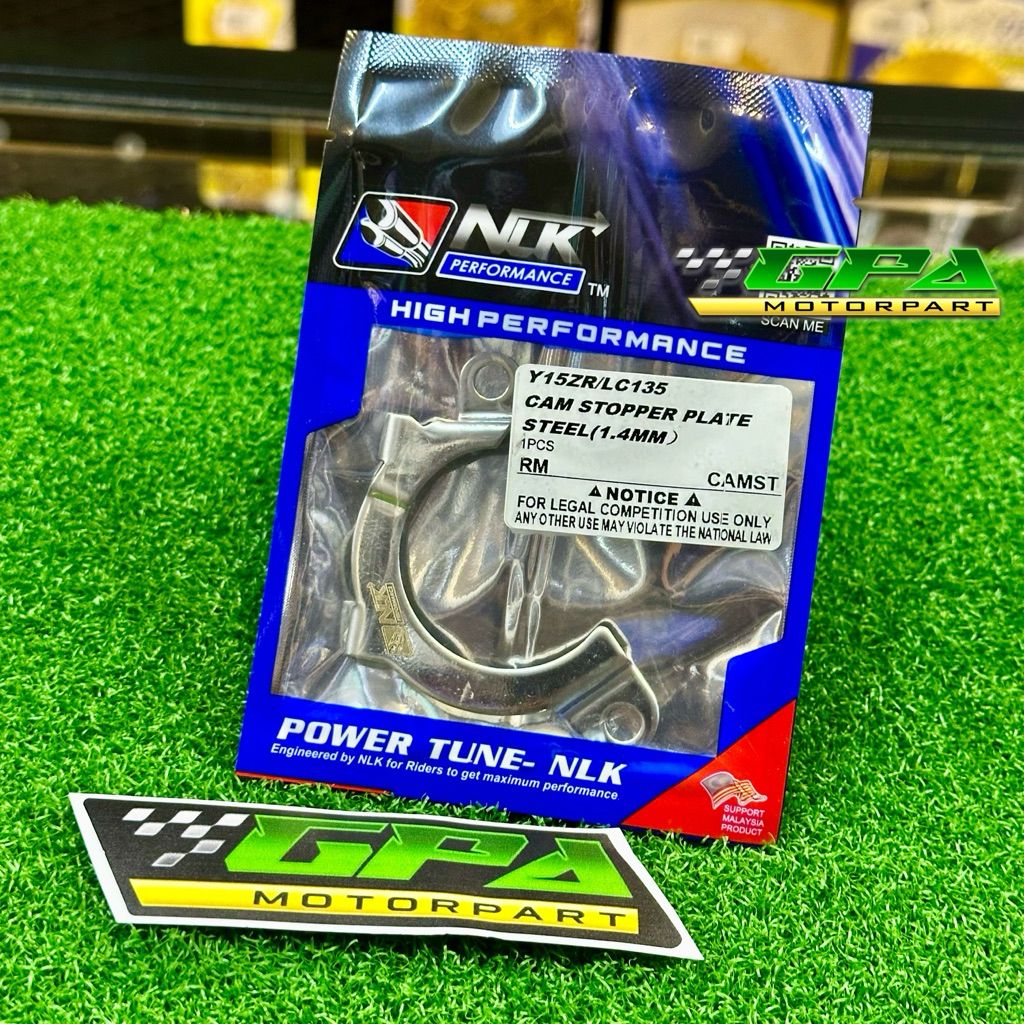 NLK
PERFORMANCE
TM
HIGH PERFORMANCE
GPA
MOTORPART
SCAN ME
Y15ZR/LC135
CAM STOPPER PLATE
STEEL(1.4MM)
1PCS
RM CAMST
⚠ NOTICE ⚠
FOR LEGAL COMPETITION USE ONLY
ANY OTHER USE MAY VIOLATE THE NATIONAL LAW
NLK
POWER TUNE- NLK
Engineered by NLK for Riders to get maximum performance
SUPPORT
MALAYSIA
PRODUCT
GPA
MOTORPART